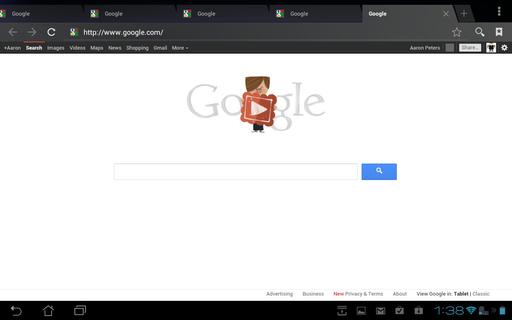 Google Google Google Google Google
http://www.google.com/
+Aaron Search Images Videos Maps News Shopping Gmail More Aaron Peters Share...
Google
Advertising Business New Privacy & Terms About View Google in: Tablet | Classic
1:38